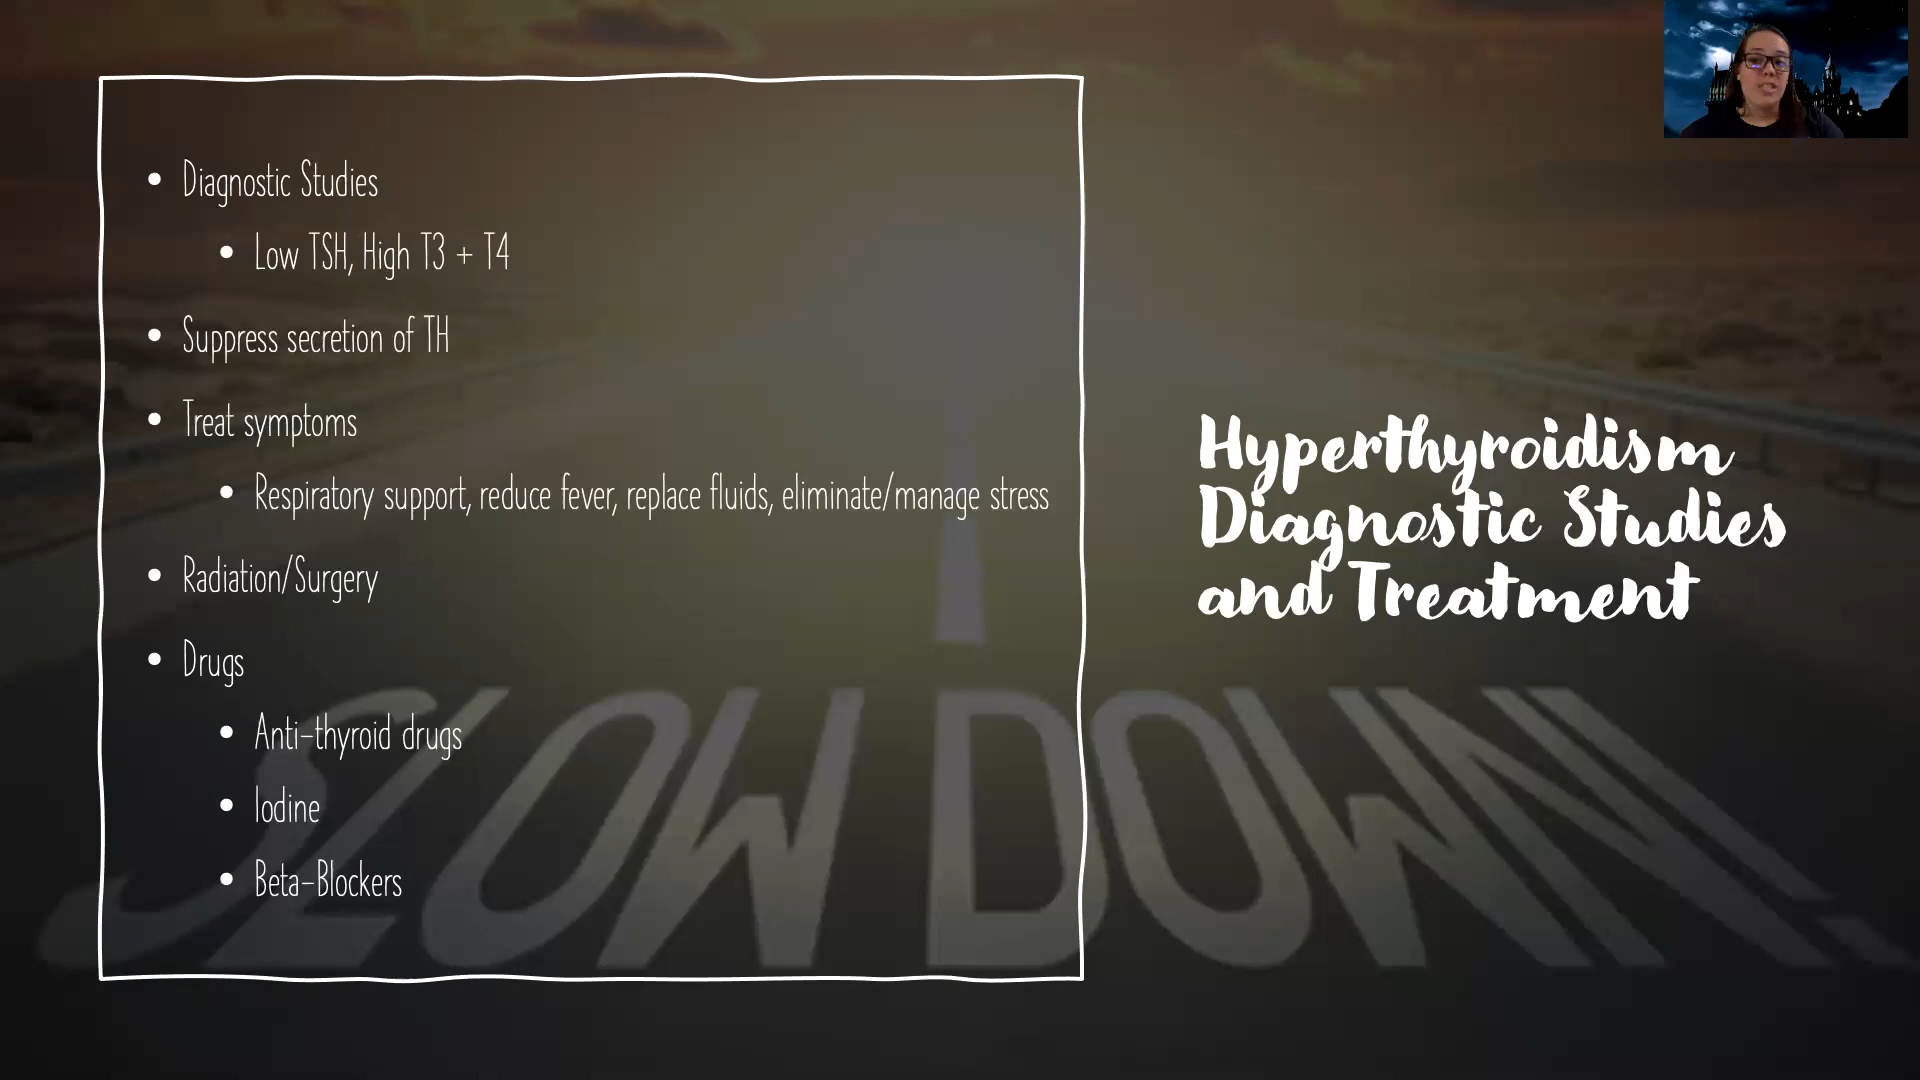 Diagnostic Studies
Low TSH, High T3 + T4
Suppress secretion of TH
Treat symptoms
Respiratory support, reduce fever, replace fluids, eliminate/manage stress
Radiation/Surgery
Drugs
Anti-thyroid drugs
Iodine
Beta-Blockers
Hyperthyroidism
Diagnostic Studies
and Treatment
SLOW DOWN!